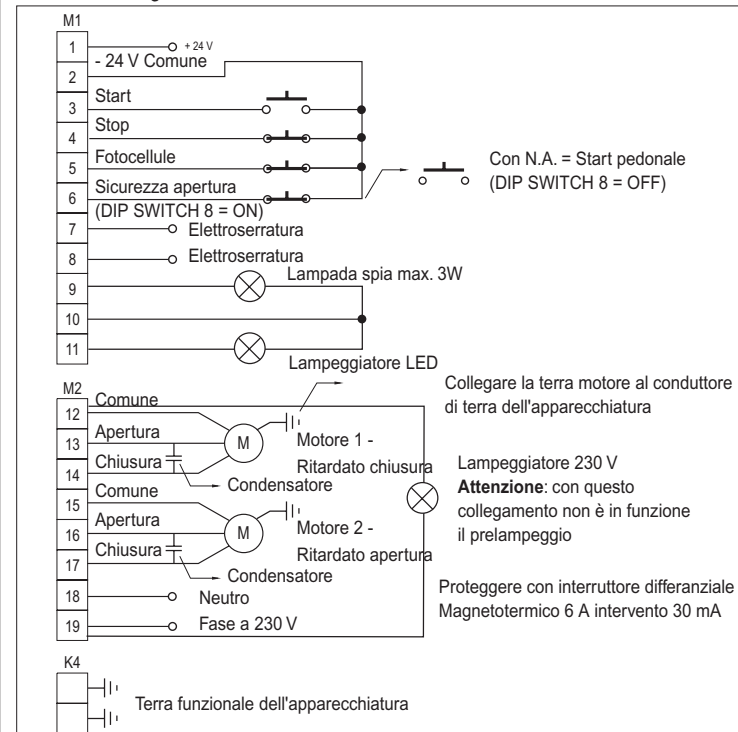 M1
1
+ 24 V
- 24 V Comune
2
Start
3
Stop
4
Fotocellule
5
Con N.A. = Start pedonale
(DIP SWITCH 8 = OFF)
Sicurezza apertura
6
(DIP SWITCH 8 = ON)
7
Elettroserratura
8
Elettroserratura
9
Lampada spia max. 3W
10
11
Lampeggiatore LED
M2
Comune
12
Collegare la terra motore al conduttore
di terra dell'apparecchiatura
Apertura
13
M
Motore 1 -
Ritardato chiusura
Chiusura
14
Condensatore
Lampeggiatore 230 V
Attenzione: con questo
collegamento non è in funzione
il prelampeggio
Comune
15
Apertura
16
M
Motore 2 -
Ritardato apertura
Chiusura
17
Condensatore
18
Neutro
Proteggere con interruttore differanziale
Magnetotermico 6 A intervento 30 mA
19
Fase a 230 V
K4
Terra funzionale dell'apparecchiatura